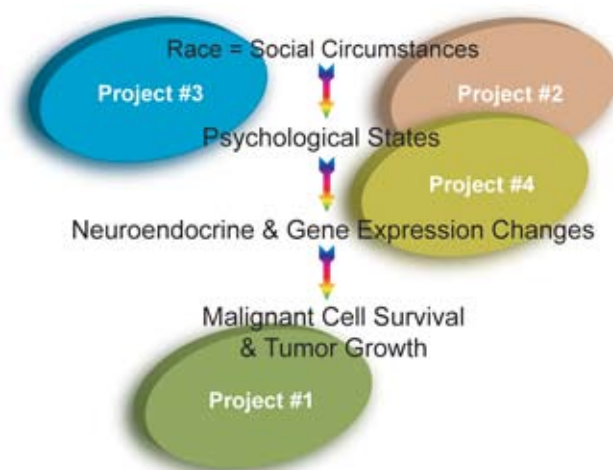 Race = Social Circumstances
Project #3
Project #2
Psychological States
Project #4
Neuroendocrine & Gene Expression Changes
Malignant Cell Survival
& Tumor Growth
Project #1